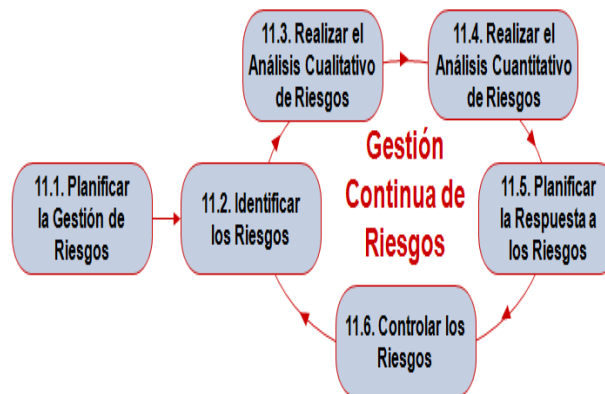 11.1. Planificar
la Gestión de
Riesgos
11.2. Identificar
los Riesgos
11.3. Realizar el
Análisis Cualitativo
de Riesgos
11.4. Realizar el
Análisis Cuantitativo
de Riesgos
11.5. Planificar
la Respuesta a
los Riesgos
11.6. Controlar los
Riesgos
Gestión
Continua de
Riesgos